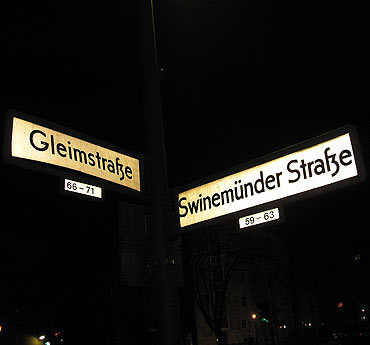 Gleimstraße
66-71
Swinemünder Straße
59-63